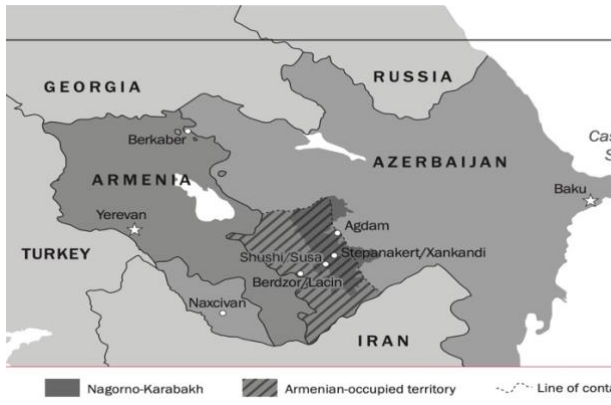 RUSSIA
GEORGIA
Berkaber
Cas
S
AZERBAIJAN
ARMENIA
Baku
Yerevan
Agdam
TURKEY
Shushi/Susa
Stepanakert/Xankandi
Berdzor/Lacin
Naxcivan
IRAN
Nagorno-Karabakh
Armenian-occupied territory
Line of conta